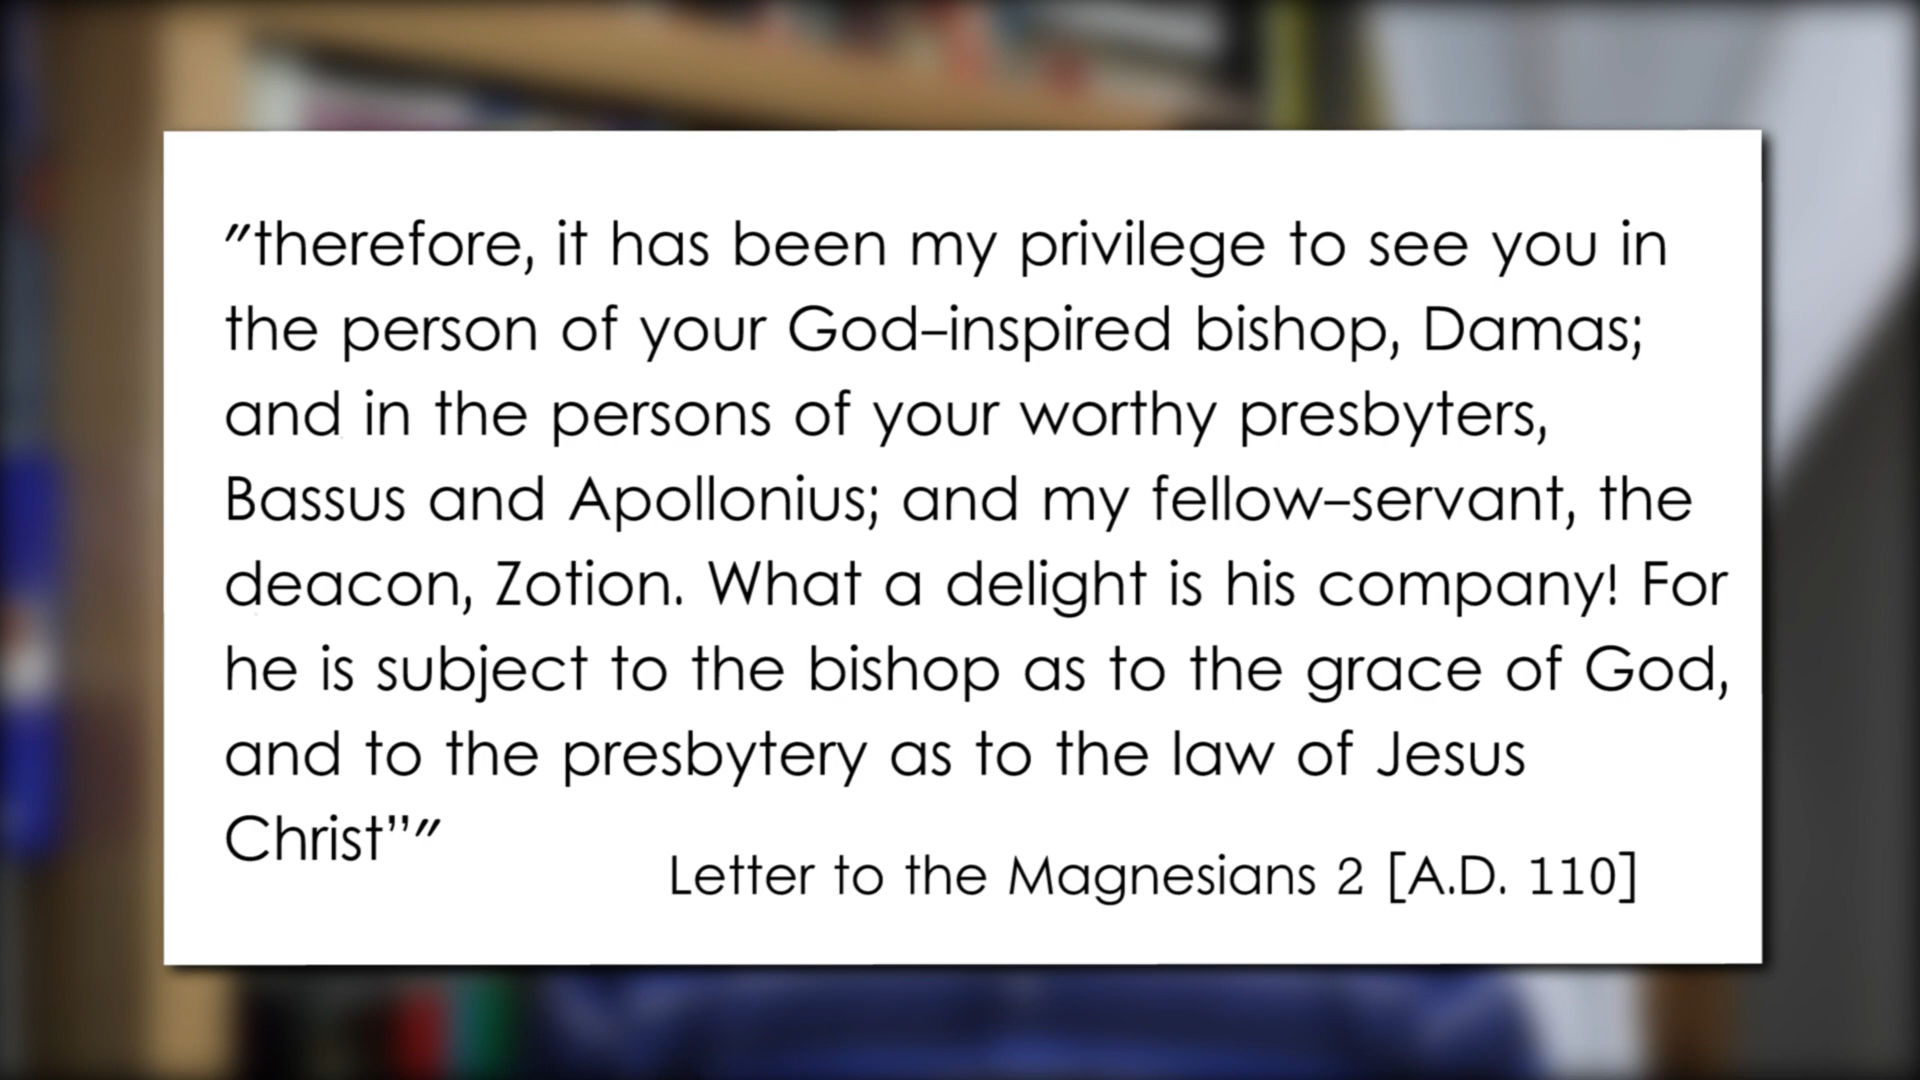 "therefore, it has been my privilege to see you in
the person of your God–inspired bishop, Damas;
and in the persons of your worthy presbyters,
Bassus and Apollonius; and my fellow–servant, the
deacon, Zotion. What a delight is his company! For
he is subject to the bishop as to the grace of God,
and to the presbytery as to the law of Jesus
Christ”"
Letter to the Magnesians 2 [A.D. 110]